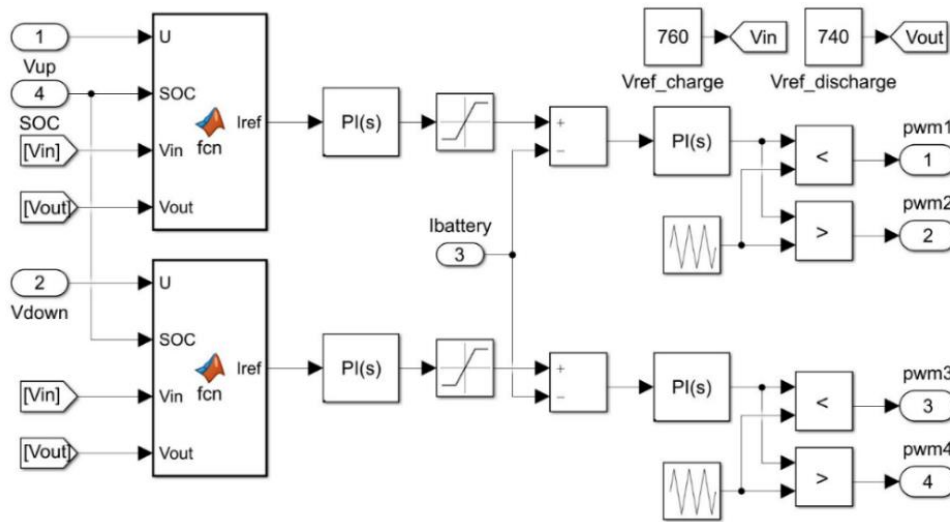 1
Vup
4
SOC
[Vin]
[Vout]
U
SOC
Vin
Vout
fcn
Iref
PI(s)
+
−
PI(s)
760
Vin
Vref_charge
740
Vout
Vref_discharge
<
>
pwm1
1
pwm2
2
Ibattery
3
2
Vdown
[Vin]
[Vout]
U
SOC
Vin
Vout
fcn
Iref
PI(s)
+
−
PI(s)
<
>
pwm3
3
pwm4
4